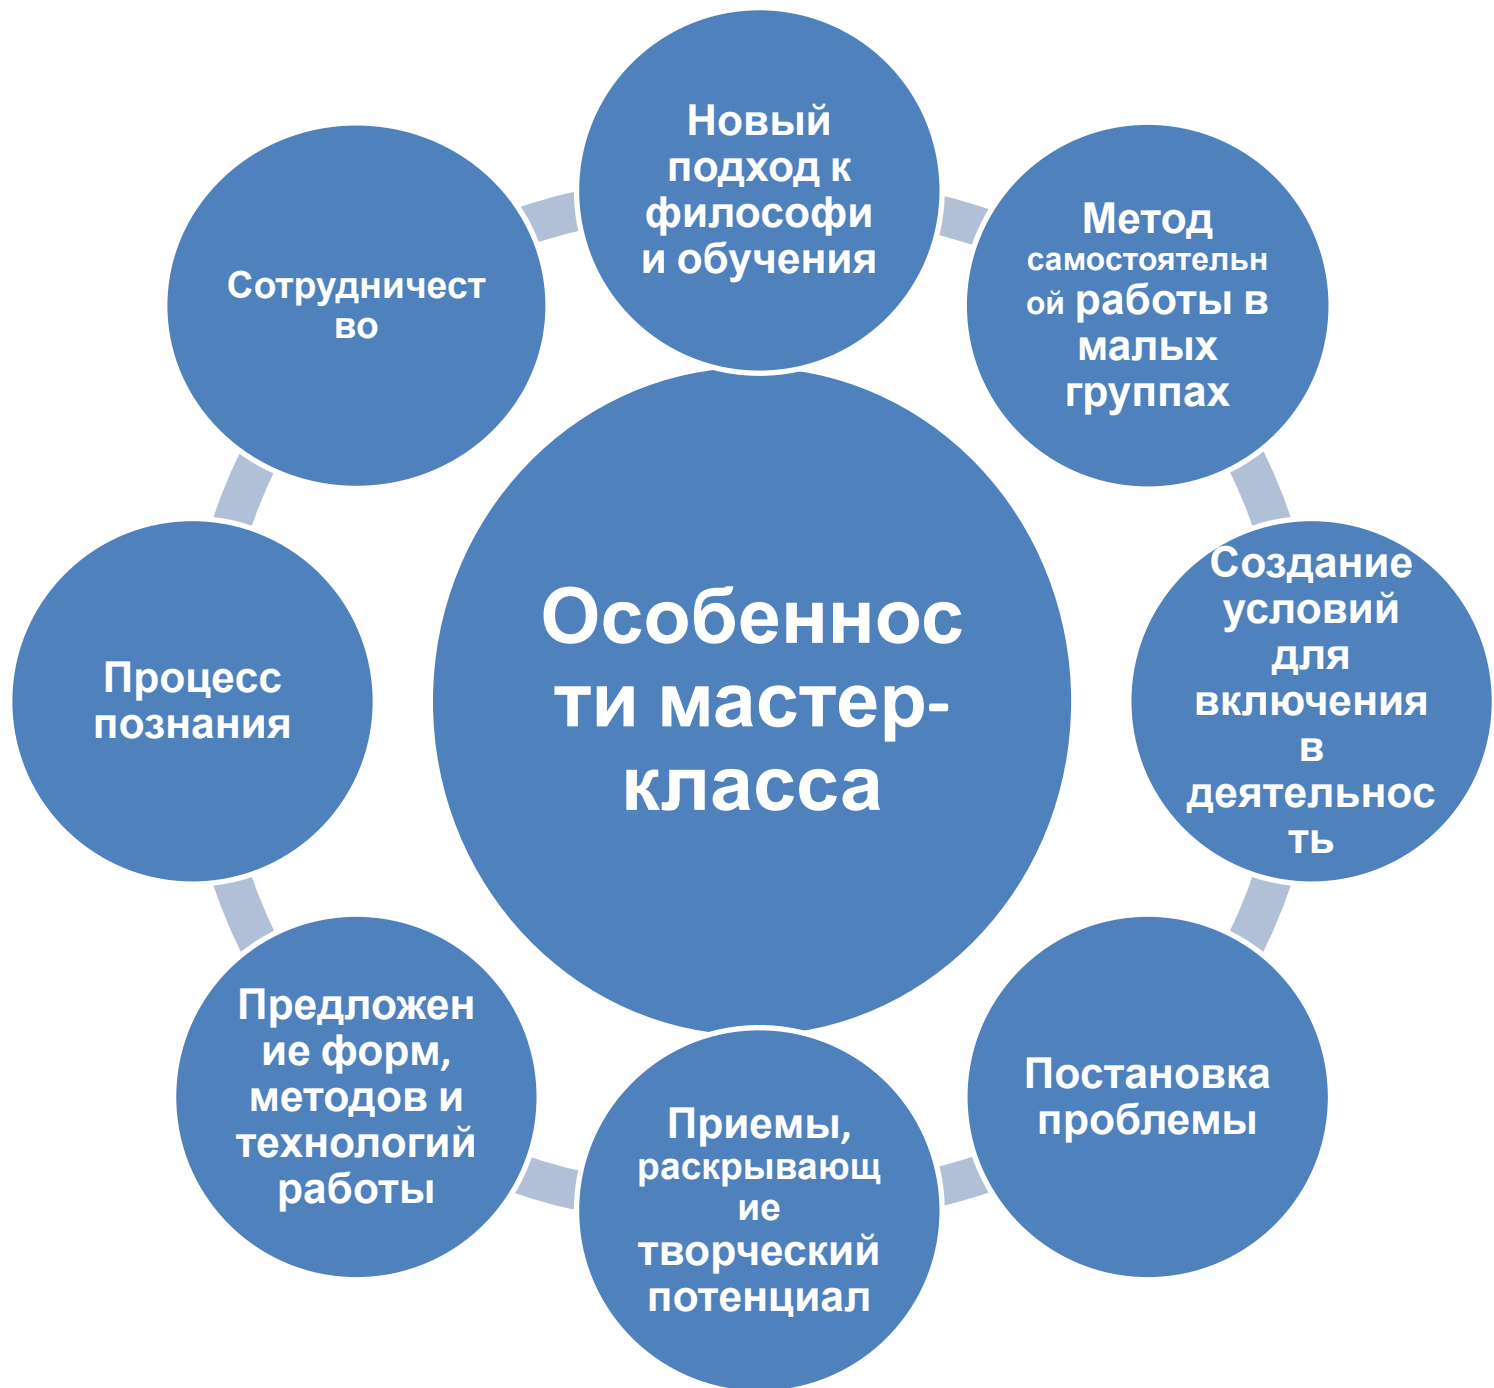 Новый
подход к
философи
и обучения
Метод
самостоятельн
ой работы в
малых
группах
Создание
условий
для
включения
в
деятельнос
ть
Постановка
проблемы
Приемы,
раскрывающ
ие
творческий
потенциал
Предложен
ие форм,
методов и
технологий
работы
Процесс
познания
Сотрудничест
во
Особеннос
ти мастер-
класса